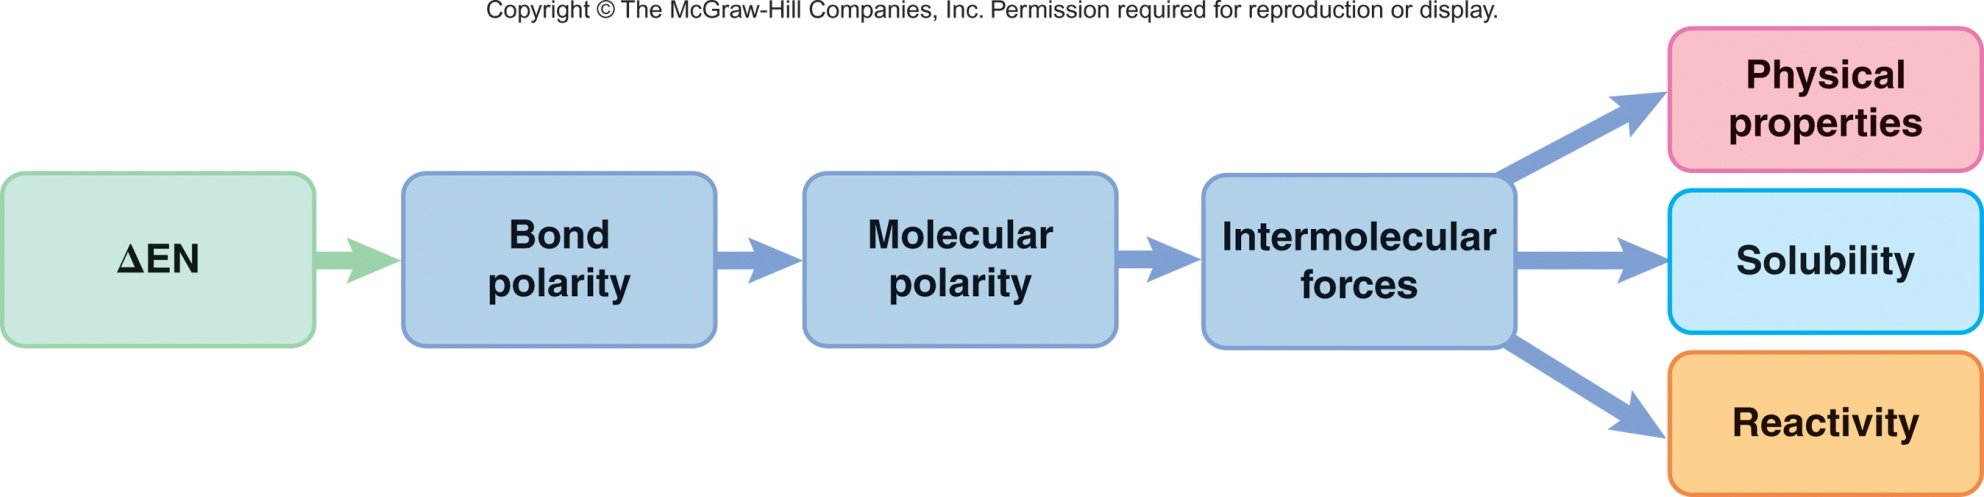 Copyright © The McGraw-Hill Companies, Inc. Permission required for reproduction or display.
ΔEN
Bond
polarity
Molecular
polarity
Intermolecular
forces
Physical
properties
Solubility
Reactivity